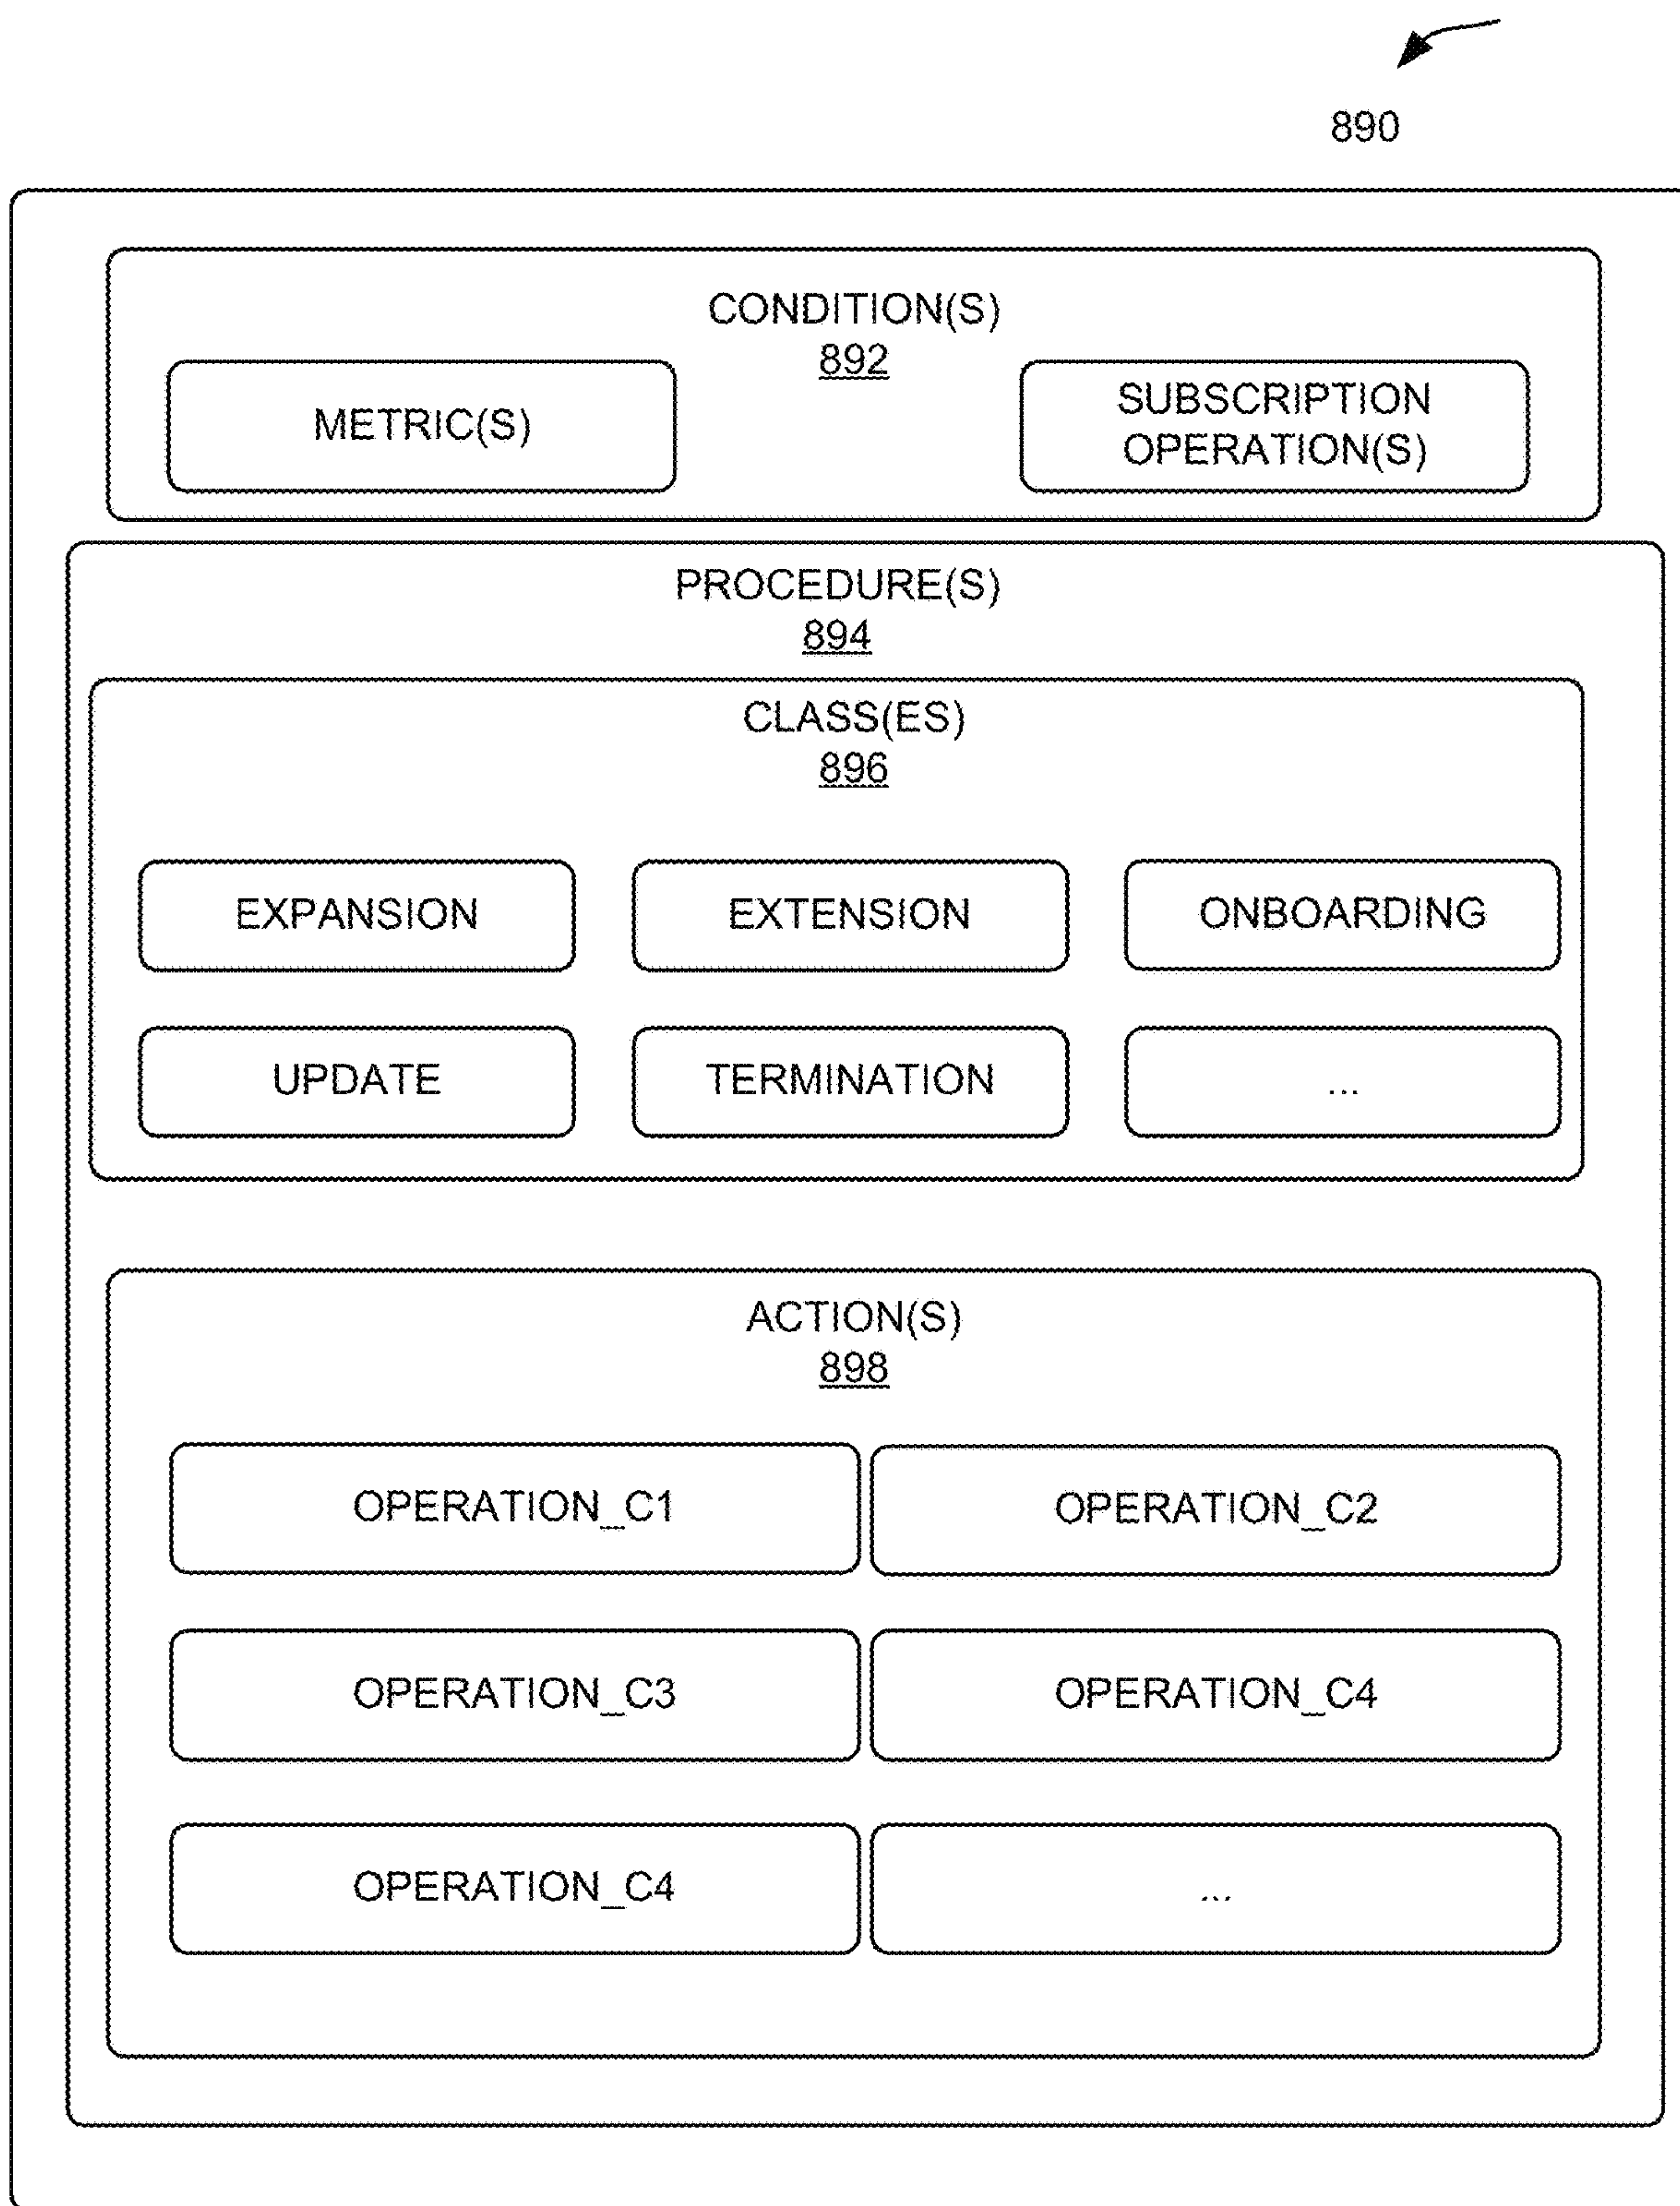 890
CONDITION(S)
892
METRIC(S)
SUBSCRIPTION
OPERATION(S)
PROCEDURE(S)
894
CLASS(ES)
896
EXPANSION
EXTENSION
ONBOARDING
UPDATE
TERMINATION
...
ACTION(S)
898
OPERATION_C1
OPERATION_C2
OPERATION_C3
OPERATION_C4
OPERATION_C4
...